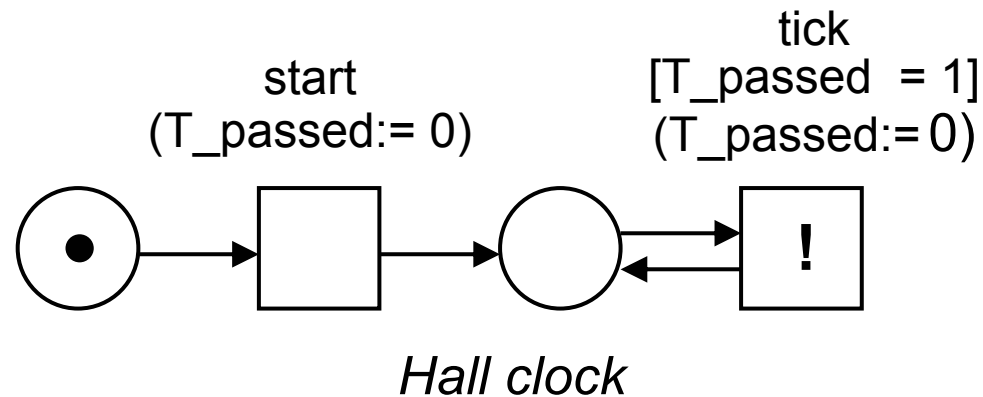 start
(T_passed:= 0)
tick
[T_passed = 1]
(T_passed:= 0)
!
Hall clock